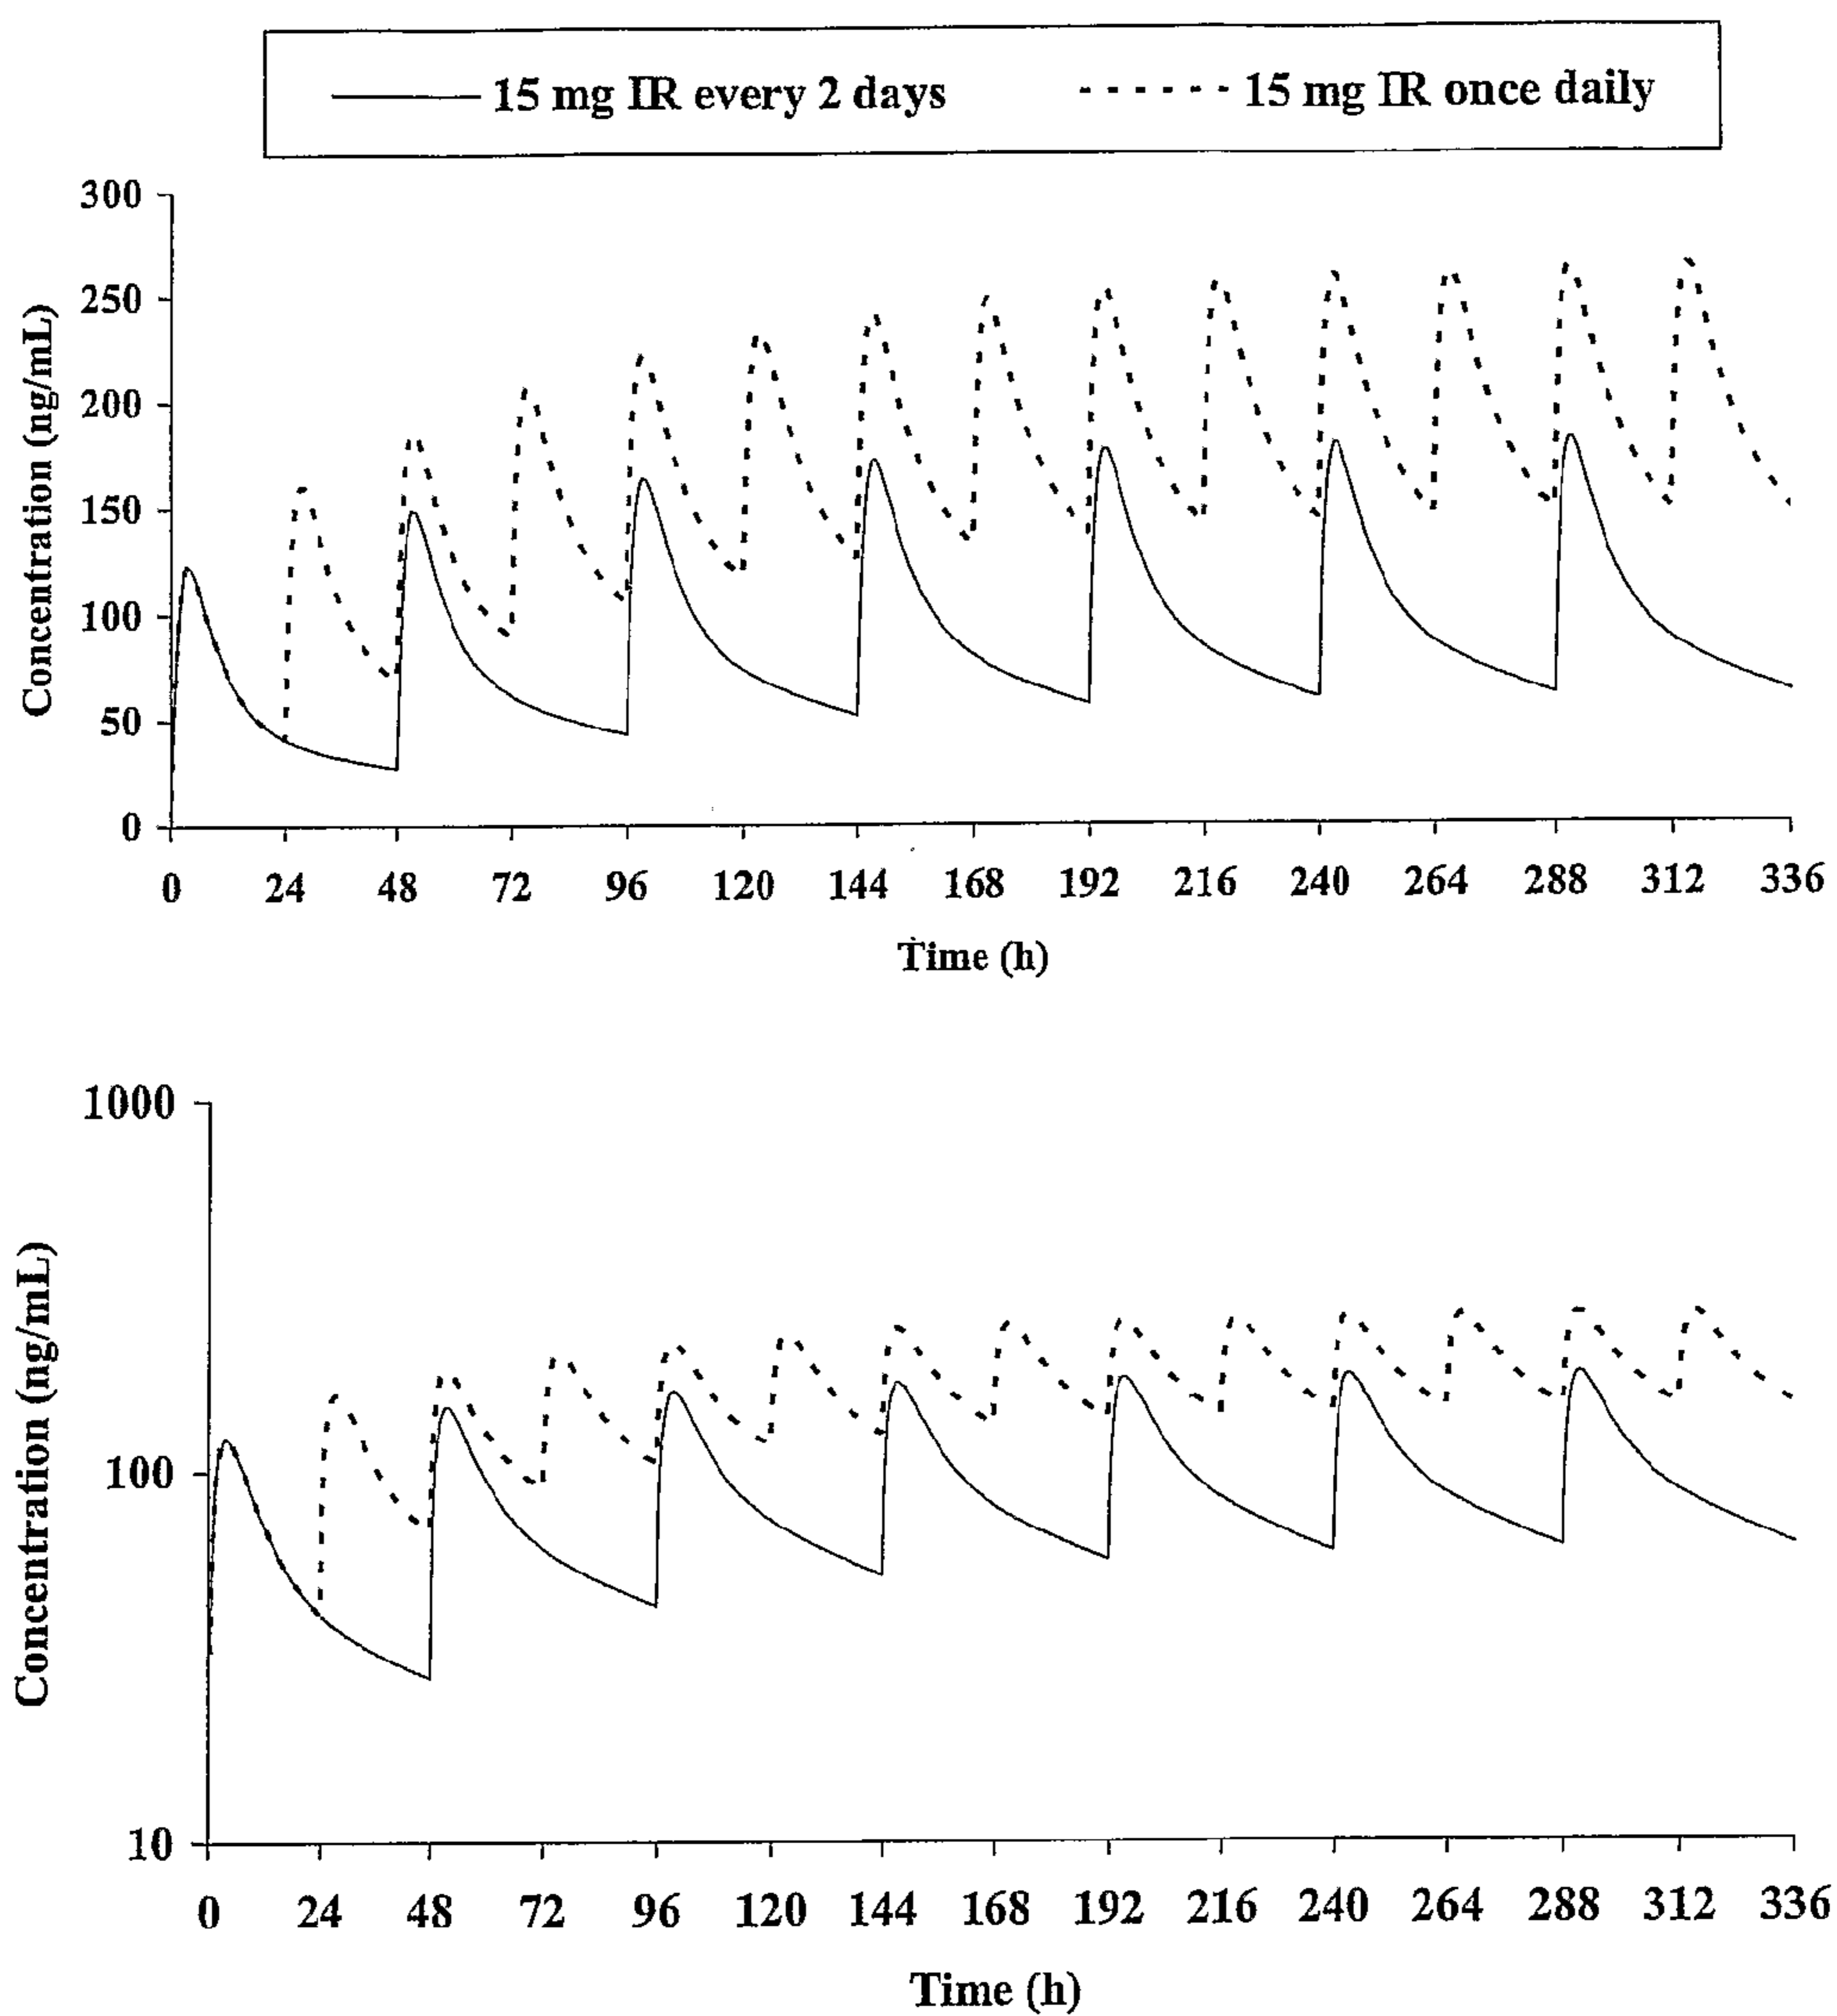 15 mg IR every 2 days 15 mg IR once daily
300
250
200
150
100
50
0
Concentration (ng/mL)
0 24 48 72 96 120 144 168 192 216 240 264 288 312 336
Time (h)
1000
100
10
Concentration (ng/mL)
0 24 48 72 96 120 144 168 192 216 240 264 288 312 336
Time (h)